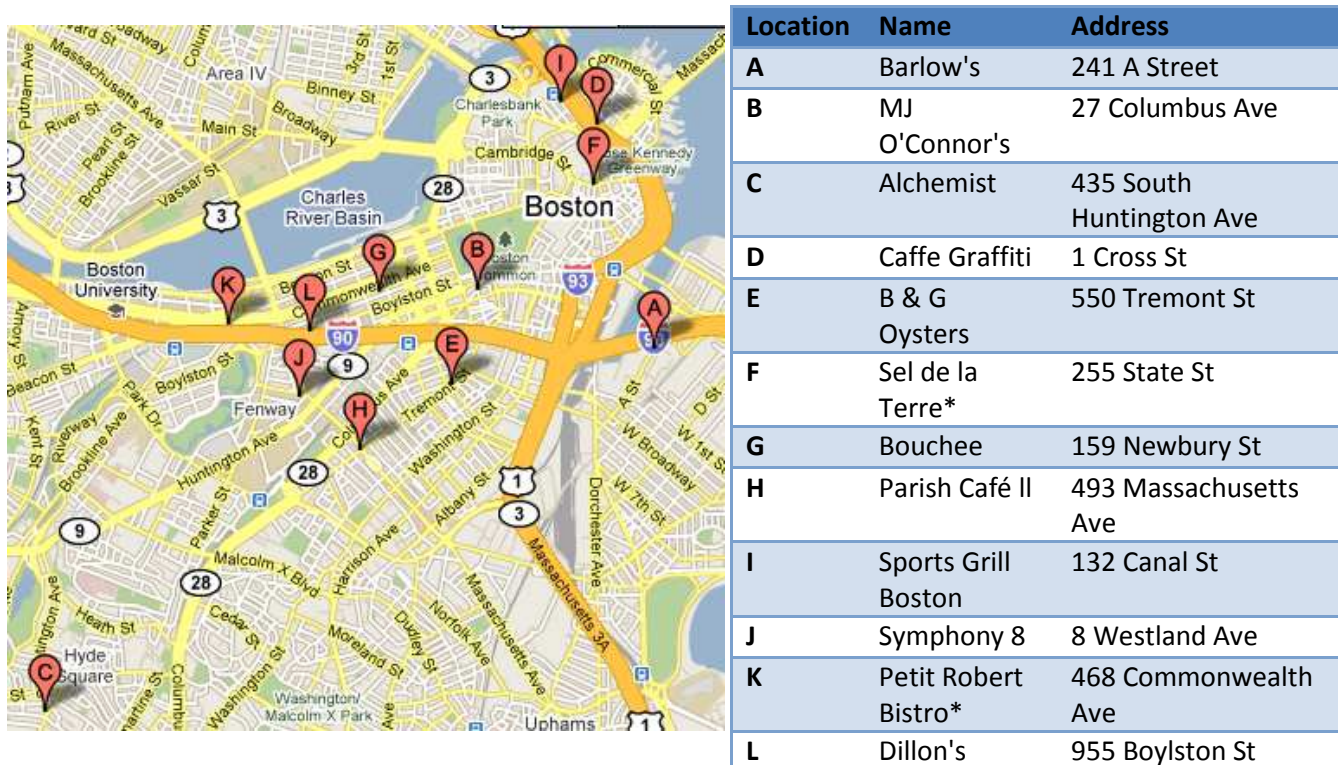 Area IV
Binney St
3rd St
1st St
Broadway
Main St
Putnam Ave
Massachusetts Ave
River St
Pearl St
Brookline St
Vassar St
3
3
Charlesbank
Park
Commercial St
I
D
F
Cambridge St
28
Charles
River Basin
Boston
Boston
University
K
L
G
B
Commonwealth Ave
Boylston St
93
A
90
J
9
E
H
Amory St
Beacon St
Boylston St
Park Dr
Fenway
Tremont St
Washington St
A St
D St
W Broadway
W 1st St
W 7th St
Kent St
Riverway
Brookline Ave
Huntington Ave
28
Parker St
Albany St
1
3
Dorchester Ave
9
Malcolm X Blvd
Harrison Ave
28
Massachusetts 3A
Massachusetts Ave
Heath St
Cedar St
Moreland St
Dudley St
Norfolk Ave
Hyde
Square
C
Washington St
Washington/
Malcolm X Park
Uphams
1
Location Name Address
A Barlow's 241 A Street
B MJ 27 Columbus Ave
O'Connor's
C Alchemist 435 South
Huntington Ave
D Caffe Graffiti 1 Cross St
E B & G 550 Tremont St
Oysters
F Sel de la 255 State St
Terre*
G Bouchee 159 Newbury St
H Parish Café ll 493 Massachusetts
Ave
I Sports Grill 132 Canal St
Boston
J Symphony 8 8 Westland Ave
K Petit Robert 468 Commonwealth
Bistro* Ave
L Dillon's 955 Boylston St